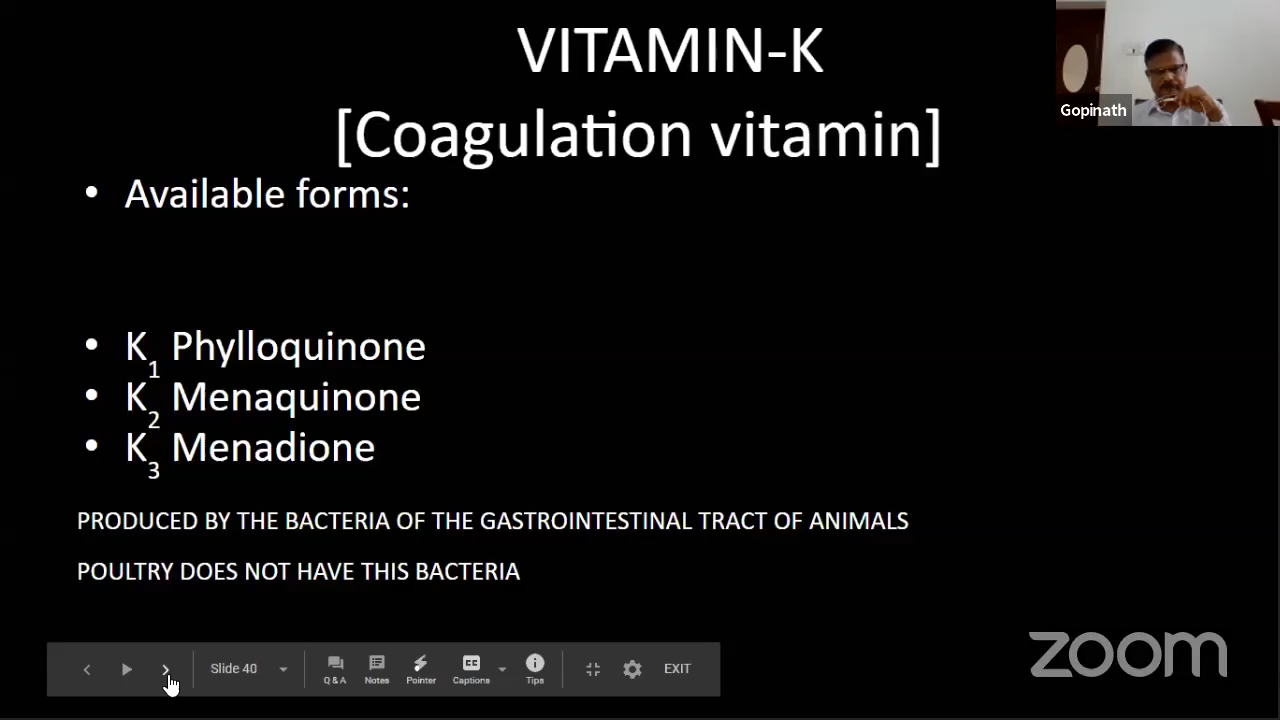 VITAMIN-K
[Coagulation vitamin]
Gopinath
• Available forms:
• K₁ Phylloquinone
• K₂ Menaquinone
• K₃ Menadione
PRODUCED BY THE BACTERIA OF THE GASTROINTESTINAL TRACT OF ANIMALS
POULTRY DOES NOT HAVE THIS BACTERIA
Slide 40
Q & A
Notes
Pointer
CC
Captions
Tips
EXIT
zoom